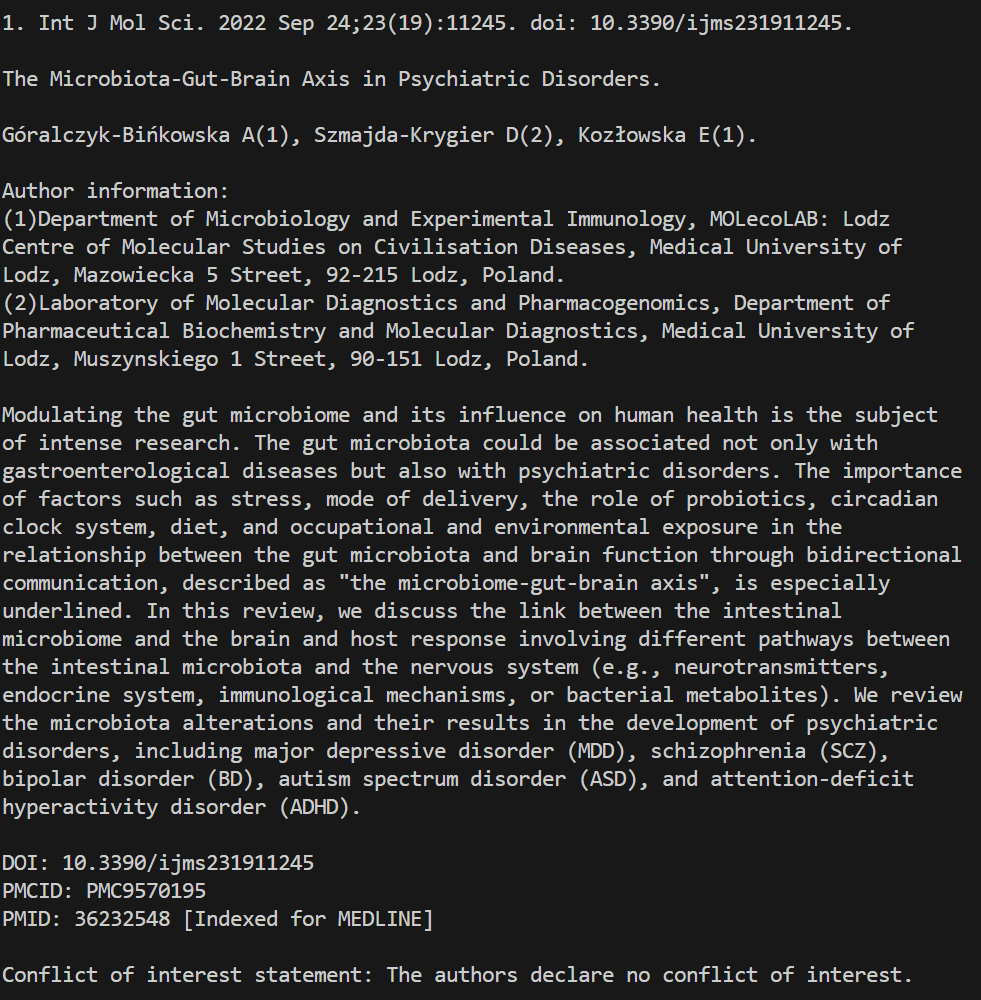 1. Int J Mol Sci. 2022 Sep 24;23(19):11245. doi: 10.3390/ijms231911245.
The Microbiota-Gut-Brain Axis in Psychiatric Disorders.
Góralczyk-Bińkowska A(1), Szmajda-Krygier D(2), Kozłowska E(1).
Author information:
(1)Department of Microbiology and Experimental Immunology, MOLecoLAB: Lodz
Centre of Molecular Studies on Civilisation Diseases, Medical University of
Lodz, Mazowiecka 5 Street, 92-215 Lodz, Poland.
(2)Laboratory of Molecular Diagnostics and Pharmacogenomics, Department of
Pharmaceutical Biochemistry and Molecular Diagnostics, Medical University of
Lodz, Muszynskiego 1 Street, 90-151 Lodz, Poland.
Modulating the gut microbiome and its influence on human health is the subject
of intense research. The gut microbiota could be associated not only with
gastroenterological diseases but also with psychiatric disorders. The importance
of factors such as stress, mode of delivery, the role of probiotics, circadian
clock system, diet, and occupational and environmental exposure in the
relationship between the gut microbiota and brain function through bidirectional
communication, described as "the microbiome-gut-brain axis", is especially
underlined. In this review, we discuss the link between the intestinal
microbiome and the brain and host response involving different pathways between
the intestinal microbiota and the nervous system (e.g., neurotransmitters,
endocrine system, immunological mechanisms, or bacterial metabolites). We review
the microbiota alterations and their results in the development of psychiatric
disorders, including major depressive disorder (MDD), schizophrenia (SCZ),
bipolar disorder (BD), autism spectrum disorder (ASD), and attention-deficit
hyperactivity disorder (ADHD).
DOI: 10.3390/ijms231911245
PMCID: PMC9570195
PMID: 36232548 [Indexed for MEDLINE]
Conflict of interest statement: The authors declare no conflict of interest.